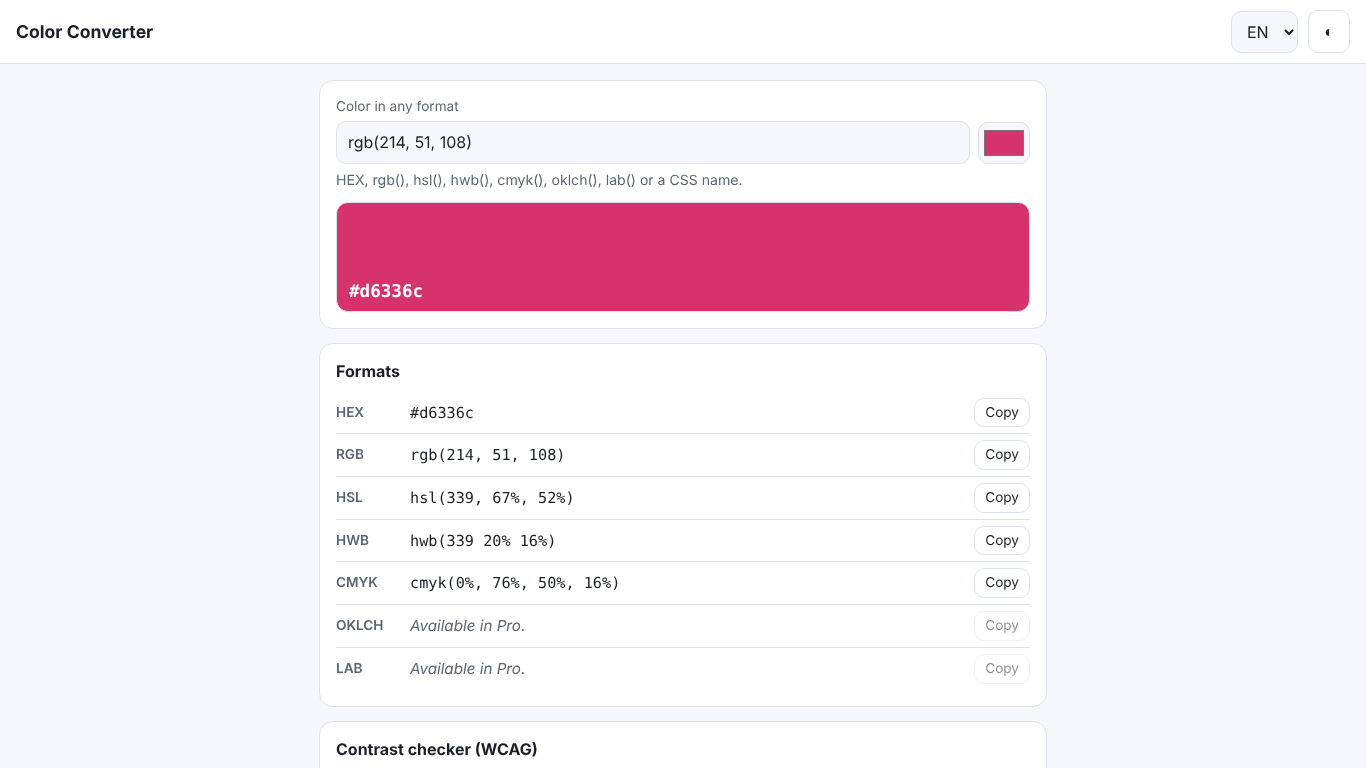 Color Converter
EN
Color in any format
rgb(214, 51, 108)
HEX, rgb(), hsl(), hwb(), cmyk(), oklch(), lab() or a CSS name.
#d6336c
Formats
HEX #d6336c Copy
RGB rgb(214, 51, 108) Copy
HSL hsl(339, 67%, 52%) Copy
HWB hwb(339 20% 16%) Copy
CMYK cmyk(0%, 76%, 50%, 16%) Copy
OKLCH Available in Pro. Copy
LAB Available in Pro. Copy
Contrast checker (WCAG)